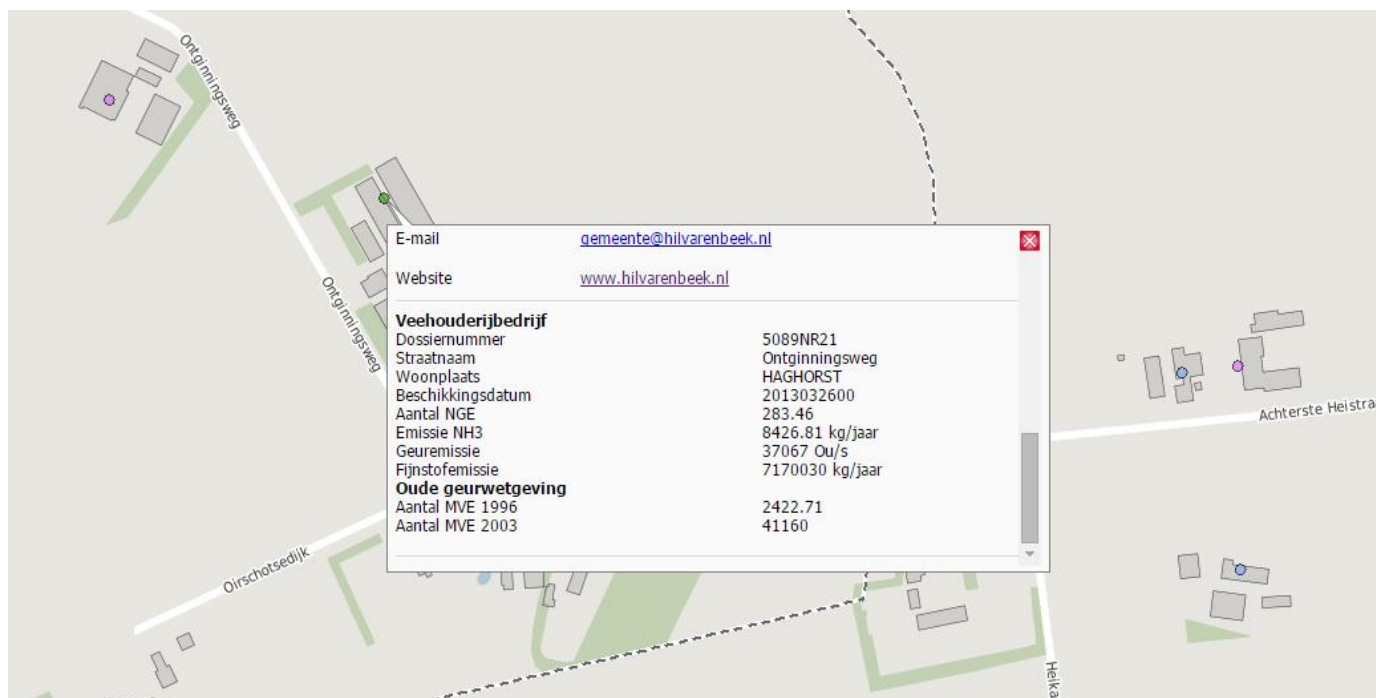 Ontginningsweg
Ontginningsweg
E-mail gemeente@hilvarenbeek.nl
Website www.hilvarenbeek.nl
Veehouderijbedrijf
Dossiernummer 5089NR21
Straatnaam Ontginningsweg
Woonplaats HAGHORST
Beschikkingsdatum 2013032600
Aantal NGE 283.46
Emissie NH3 8426.81 kg/jaar
Geuremissie 37067 Ou/s
Fijnstofemissie 7170030 kg/jaar
Oude geurwetgeving
Aantal MVE 1996 2422.71
Aantal MVE 2003 41160
Achterste Heistra
Oirschotsedijk
Heika